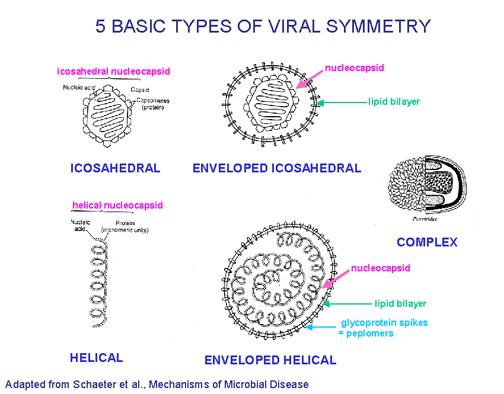 5 BASIC TYPES OF VIRAL SYMMETRY
icosahedral nucleocapsid
Nucleic acid
Capsid
Capsomeres
(protein)
ICOSAHEDRAL
nucleocapsid
lipid bilayer
ENVELOPED ICOSAHEDRAL
Poxviridae
COMPLEX
helical nucleocapsid
Nucleic
acid
Protein
(monomeric units)
HELICAL
nucleocapsid
lipid bilayer
glycoprotein spikes
= peplomers
ENVELOPED HELICAL
Adapted from Schaeter et al., Mechanisms of Microbial Disease